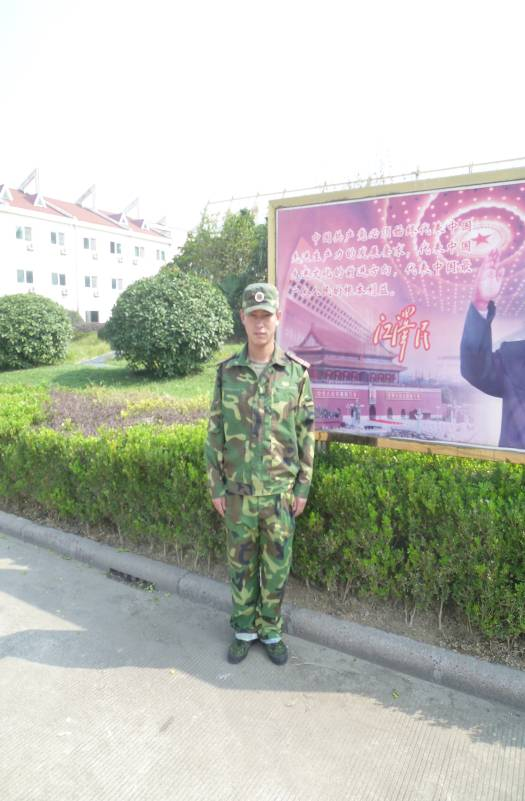 中国共产党必须始终代表中国
先进生产力的发展要求，代表中国
先进文化的前进方向，代表中国最
广大人民的根本利益。
江泽民